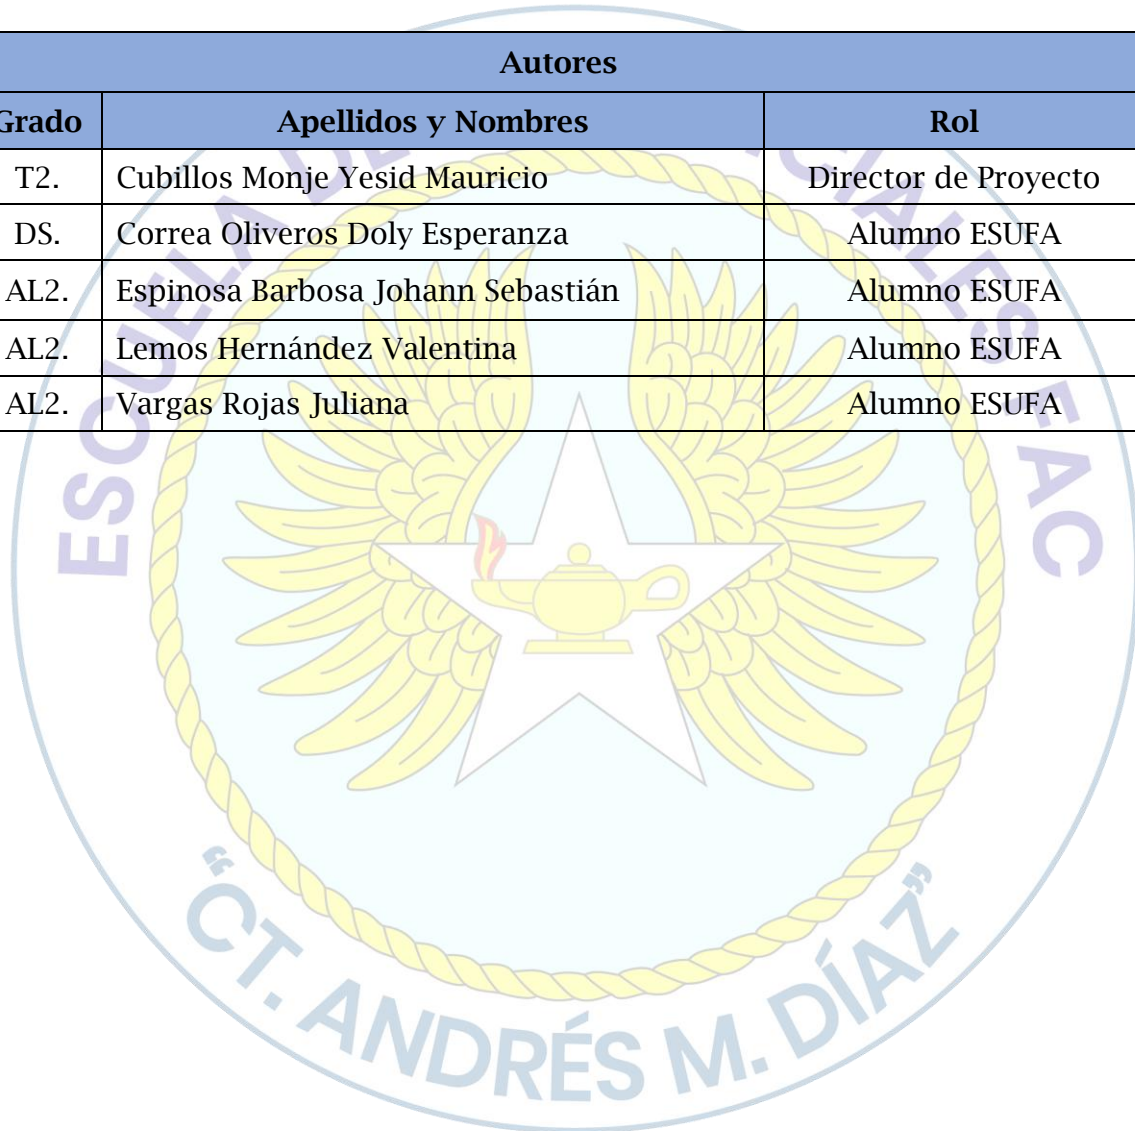 Autores
Grado Apellidos y Nombres Rol
T2. Cubillos Monje Yesid Mauricio Director de Proyecto
DS. Correa Oliveros Doly Esperanza Alumno ESUFA
AL2. Espinosa Barbosa Johann Sebastián Alumno ESUFA
AL2. Lemos Hernández Valentina Alumno ESUFA
AL2. Vargas Rojas Juliana Alumno ESUFA
ESCUELA DE CIALES FAC
“CT. ANDRÉS M. DÍAZ”